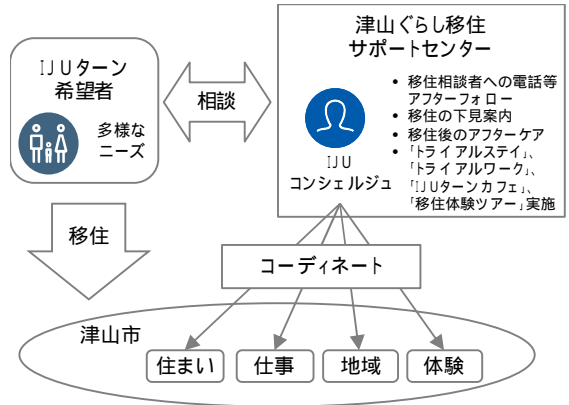 IJUターン
希望者
多様な
ニーズ
相談
津山ぐらし移住
サポートセンター
IJU
コンシェルジュ
• 移住相談者への電話等
アフターフォロー
• 移住の下見案内
• 移住後のアフターケア
• 「トライアルステイ」、
「トライアルワーク」、
「IJUターンカフェ」、
「移住体験ツアー」実施
移住
コーディネート
津山市
住まい
仕事
地域
体験